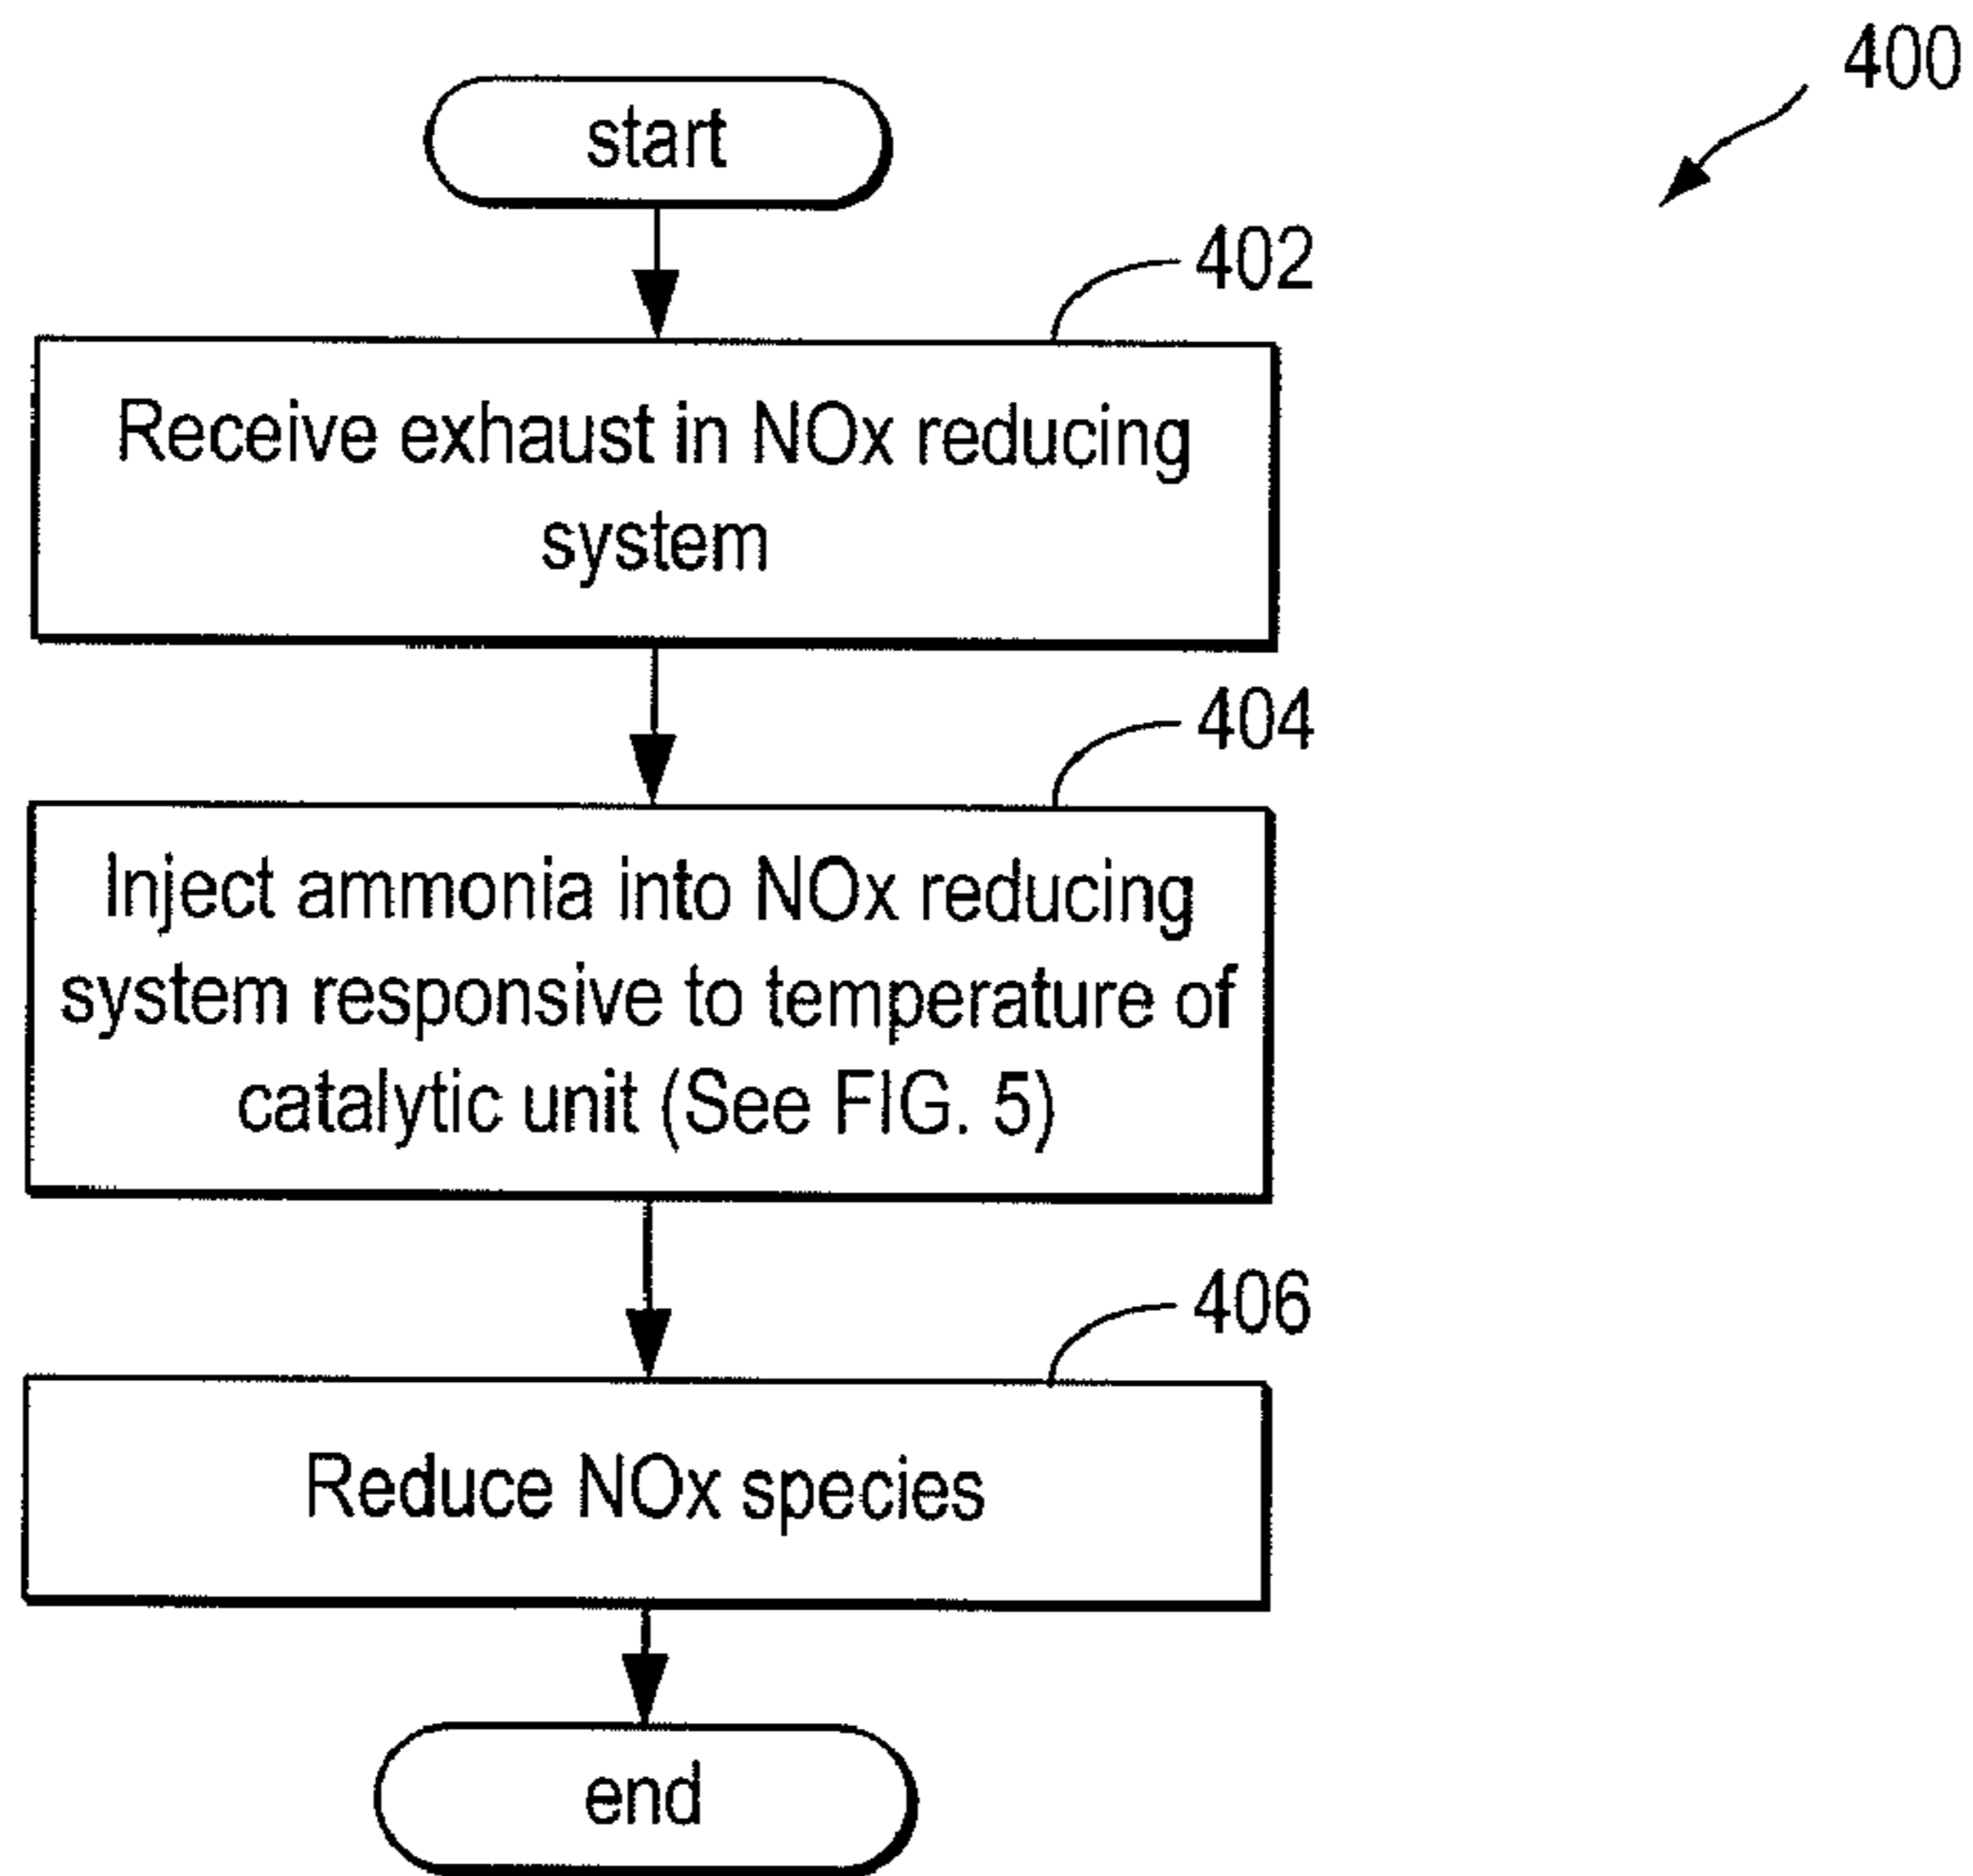 400
start
402
Receive exhaust in NOx reducing
system
404
Inject ammonia into NOx reducing
system responsive to temperature of
catalytic unit (See FIG. 5)
406
Reduce NOx species
end